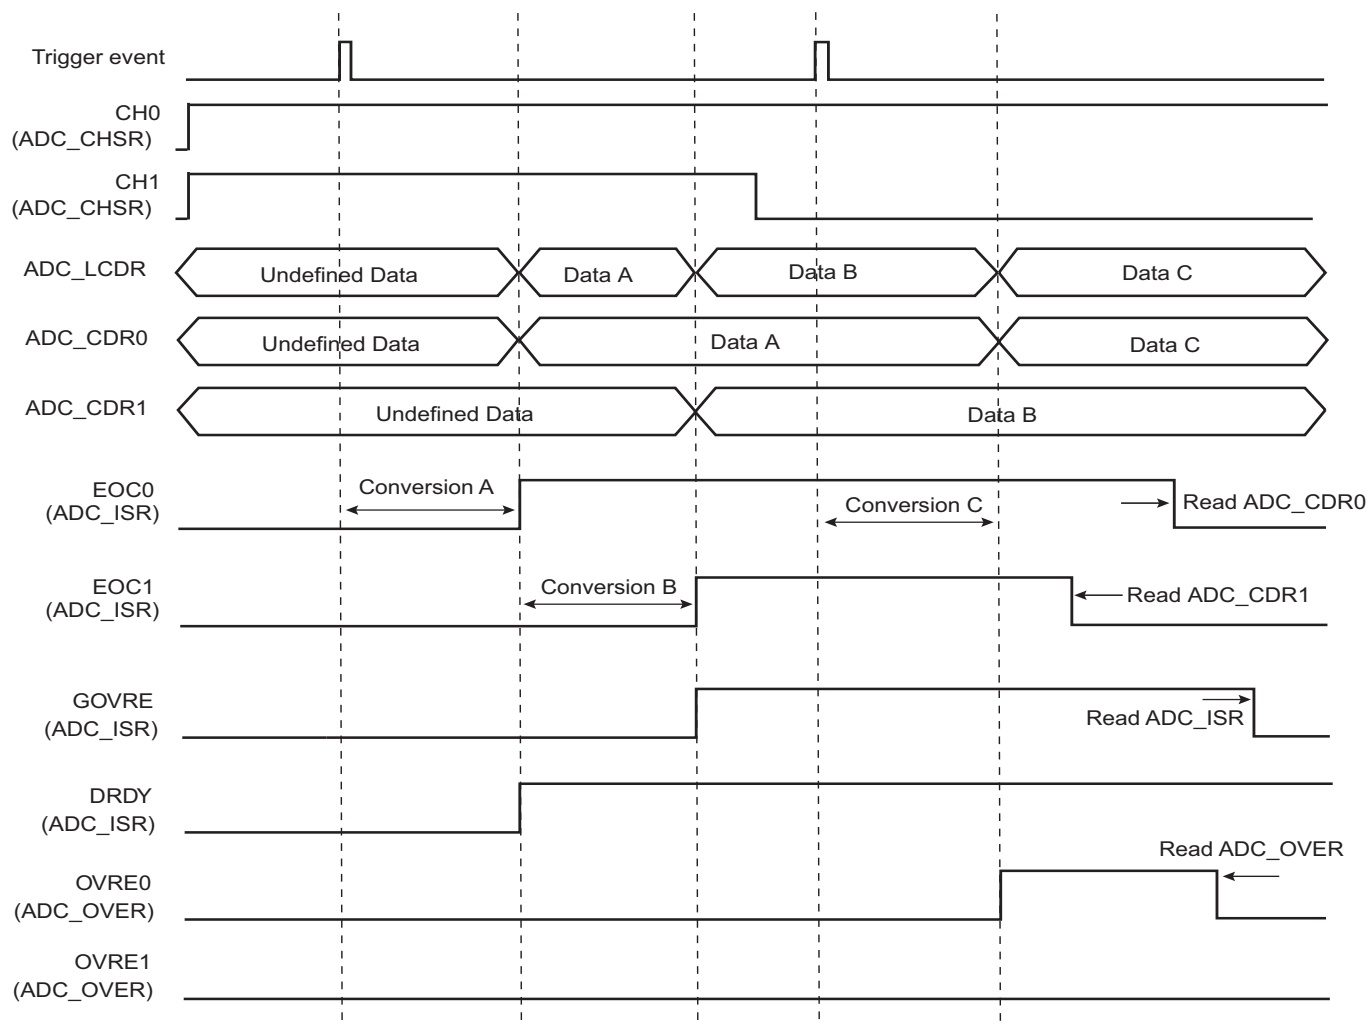 Trigger event
CH0
(ADC_CHSR)
CH1
(ADC_CHSR)
ADC_LCDR
Undefined Data
Data A
Data B
Data C
ADC_CDR0
Undefined Data
Data A
Data C
ADC_CDR1
Undefined Data
Data B
EOC0
(ADC_ISR)
Conversion A
Conversion C
Read ADC_CDR0
EOC1
(ADC_ISR)
Conversion B
Read ADC_CDR1
GOVRE
(ADC_ISR)
Read ADC_ISR
DRDY
(ADC_ISR)
Read ADC_OVER
OVRE0
(ADC_OVER)
OVRE1
(ADC_OVER)